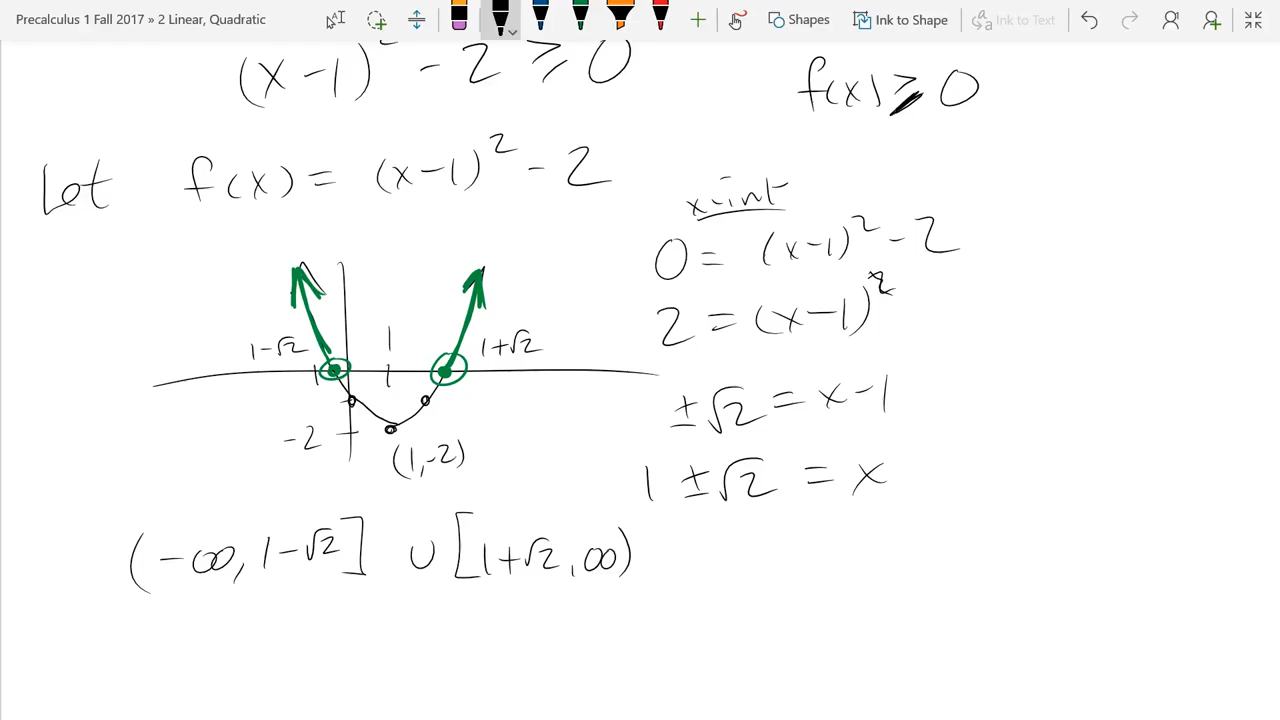 Precalculus 1 Fall 2017 » 2 Linear, Quadratic
Shapes
Ink to Shape
Ink to Text
(x-1)² - 2 ≥ 0
f(x) ≥ 0
Let f(x) = (x-1)² - 2
x-int
0 = (x-1)² - 2
2 = (x-1)²
±√2 = x-1
1 ±√2 = x
1-√2
1
1+√2
-2
(1,-2)
(-∞, 1-√2] ∪ [1+√2, ∞)